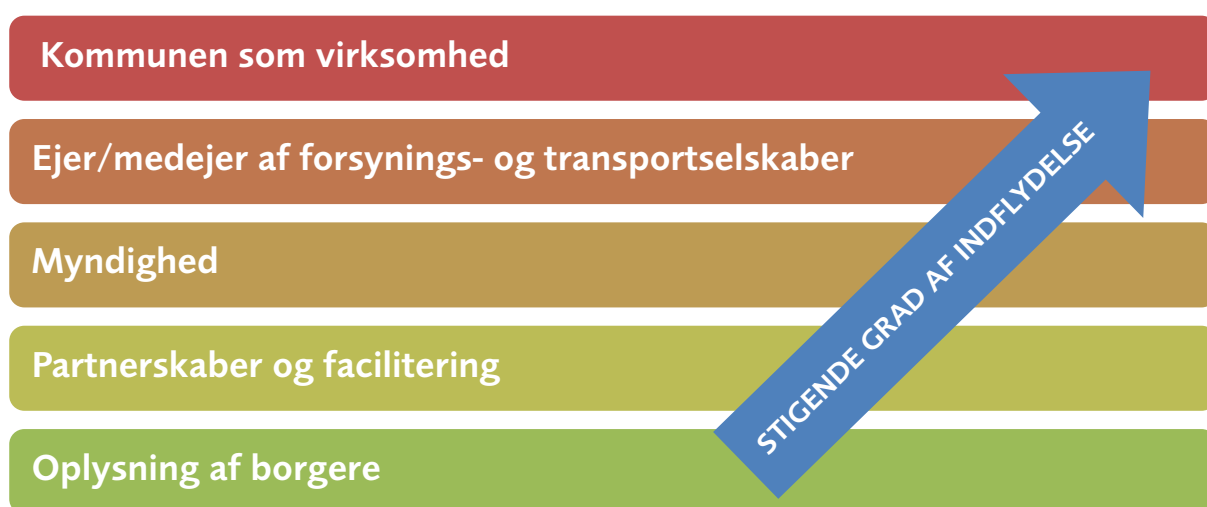 Kommunen som virksomhed
Ejer/medejer af forsynings- og transportselskaber
Myndighed
Partnerskaber og facilitering
Oplysning af borgere
STIGENDE GRAD AF INDFLYDELSE